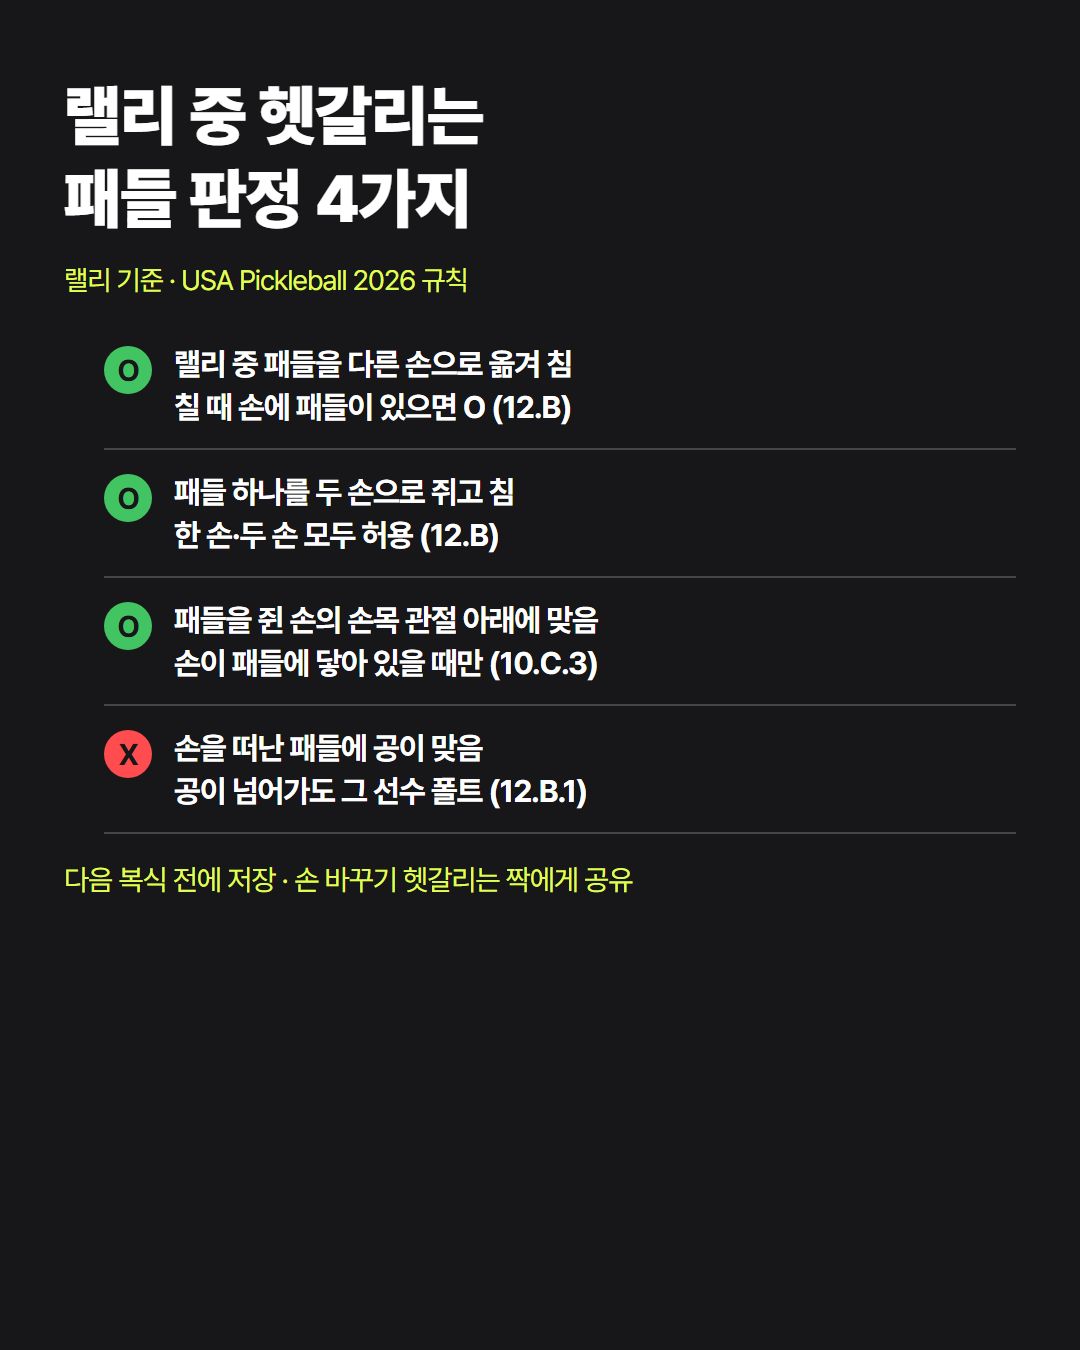 랠리 중 헷갈리는
패들 판정 4가지
랠리 기준 · USA Pickleball 2026 규칙
O 랠리 중 패들을 다른 손으로 옮겨 침
칠 때 손에 패들이 있으면 O (12.B)
O 패들 하나를 두 손으로 쥐고 침
한 손·두 손 모두 허용 (12.B)
O 패들을 쥔 손의 손목 관절 아래에 맞음
손이 패들에 닿아 있을 때만 (10.C.3)
X 손을 떠난 패들에 공이 맞음
공이 넘어가도 그 선수 폴트 (12.B.1)
다음 복식 전에 저장 · 손 바꾸기 헷갈리는 짝에게 공유